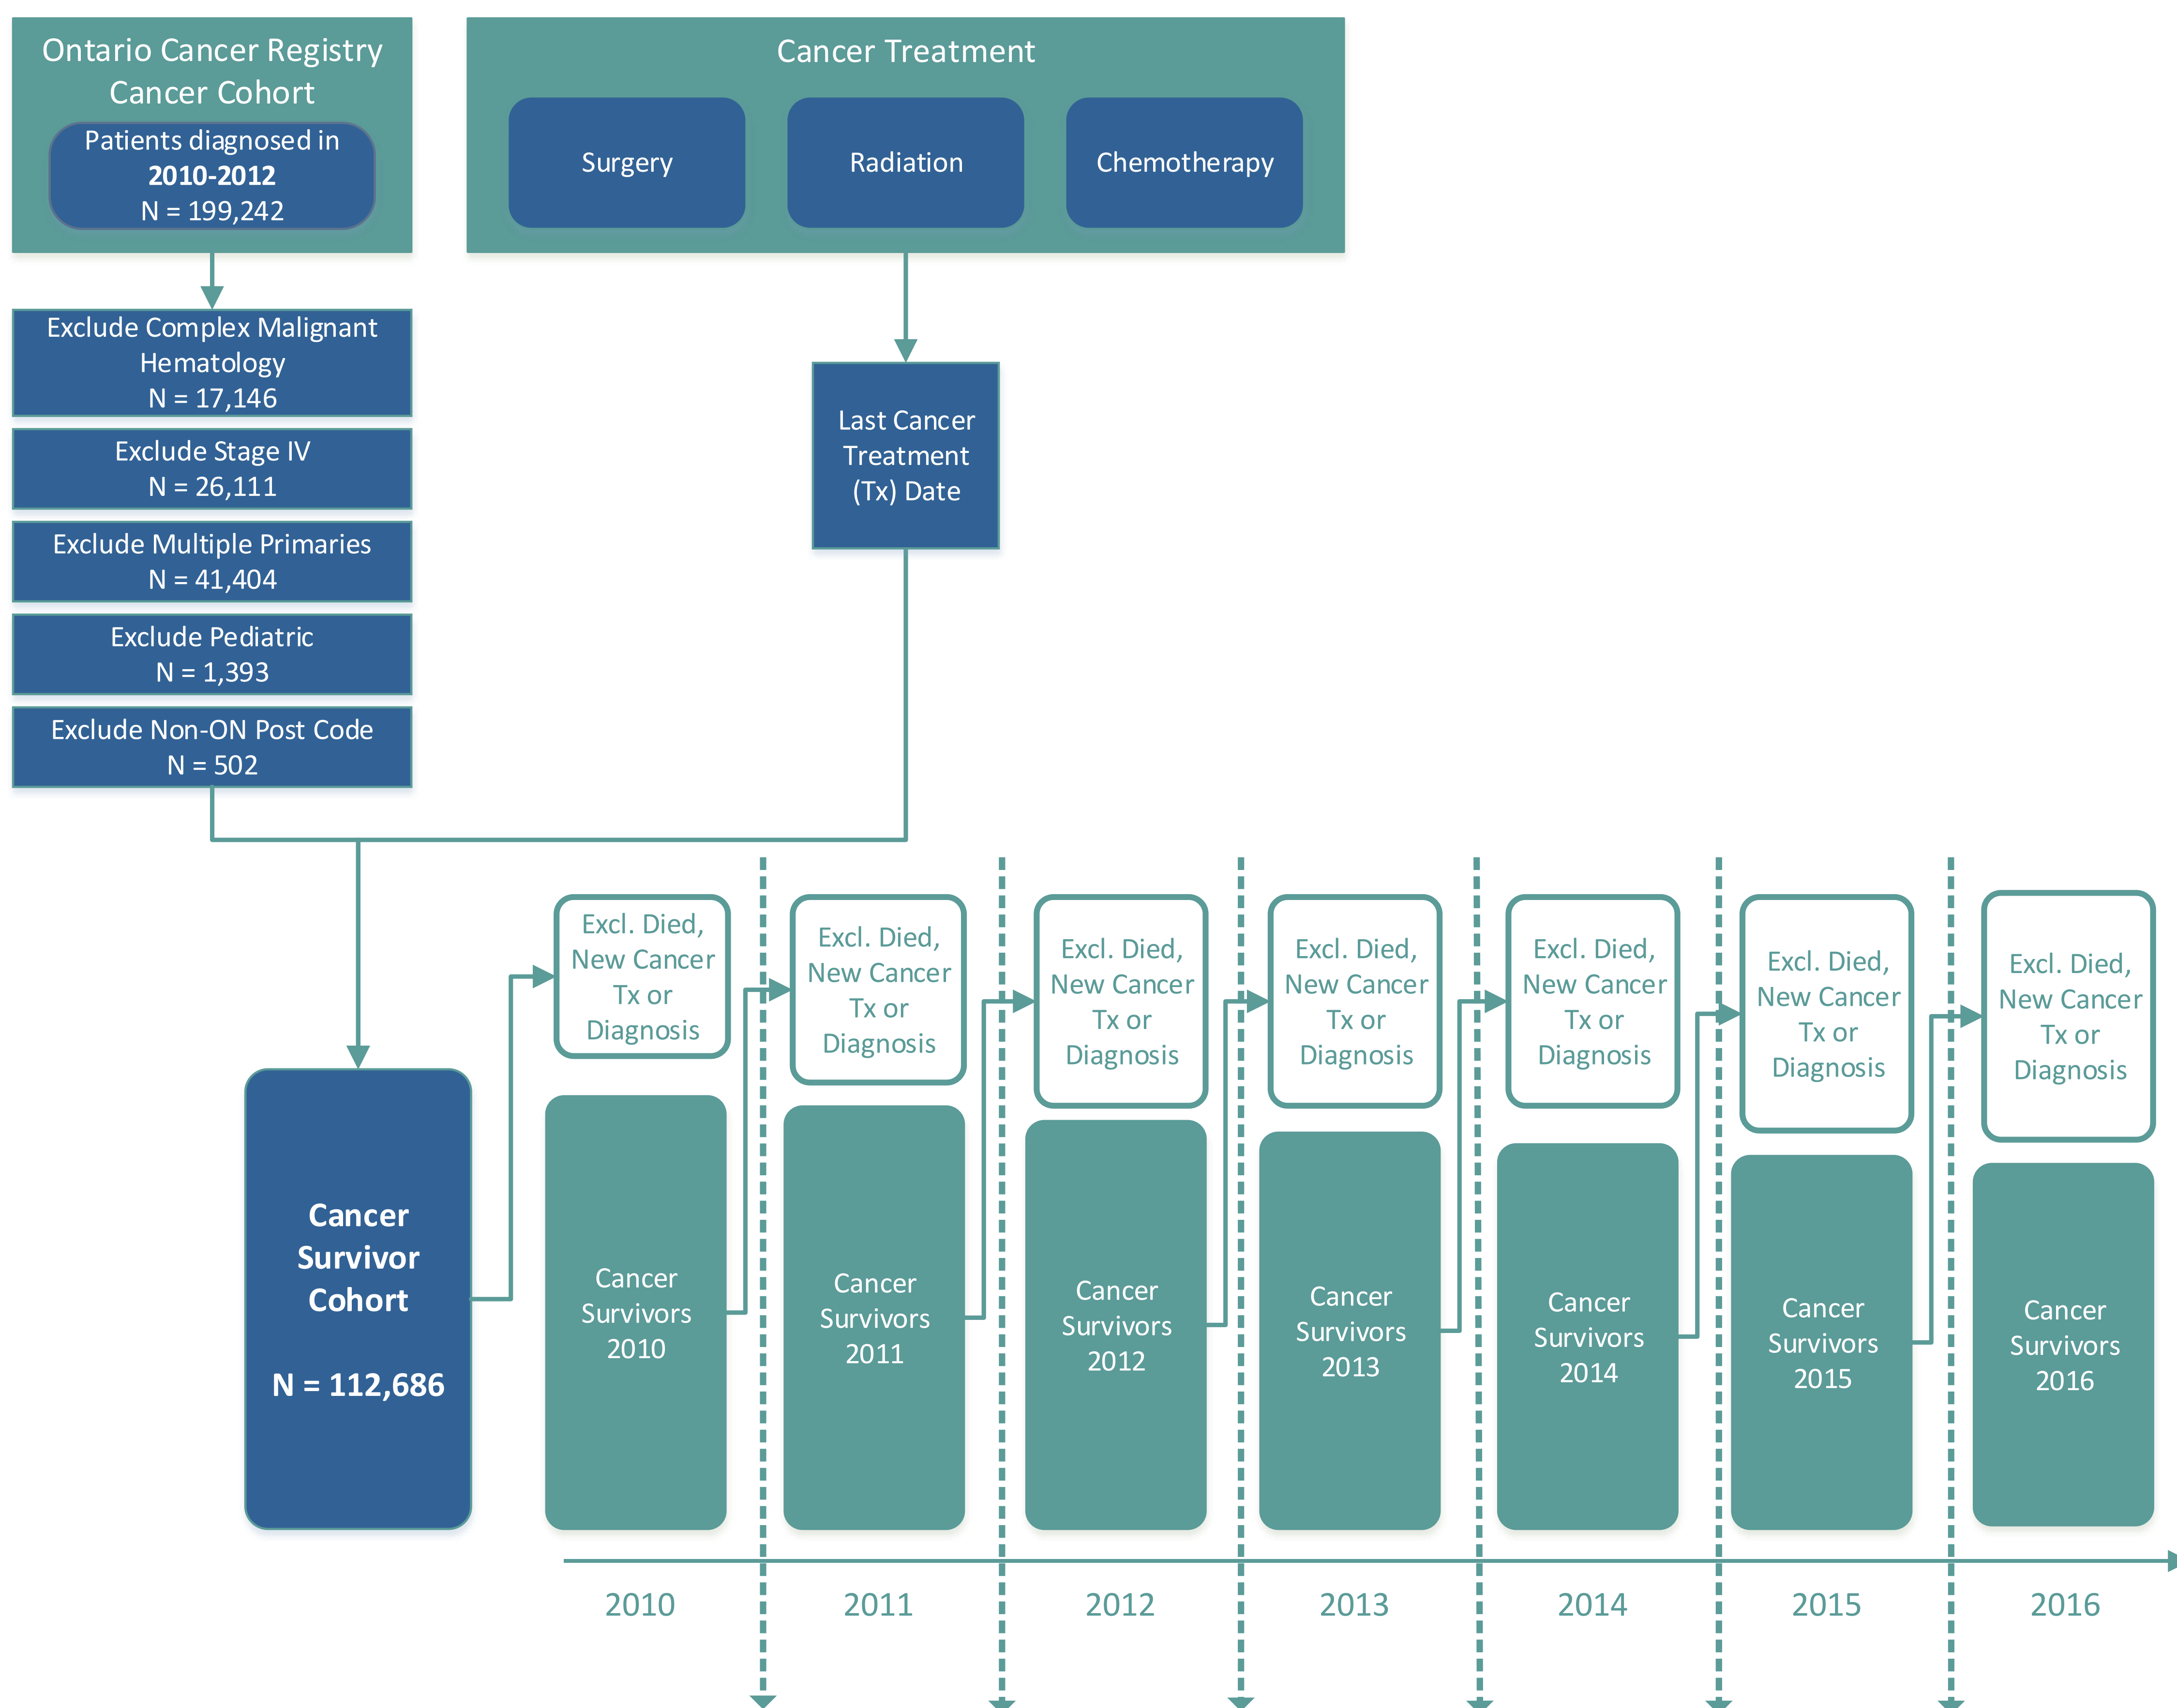 Ontario Cancer Registry
Cancer Cohort
Patients diagnosed in
2010-2012
N = 199,242
Cancer Treatment
Surgery
Radiation
Chemotherapy
Exclude Complex Malignant
Hematology
N = 17,146
Exclude Stage IV
N = 26,111
Exclude Multiple Primaries
N = 41,404
Exclude Pediatric
N = 1,393
Exclude Non-ON Post Code
N = 502
Last Cancer
Treatment
(Tx) Date
Cancer
Survivor
Cohort
N = 112,686
Excl. Died,
New Cancer
Tx or
Diagnosis
Cancer
Survivors
2010
Excl. Died,
New Cancer
Tx or
Diagnosis
Cancer
Survivors
2011
Excl. Died,
New Cancer
Tx or
Diagnosis
Cancer
Survivors
2012
Excl. Died,
New Cancer
Tx or
Diagnosis
Cancer
Survivors
2013
Excl. Died,
New Cancer
Tx or
Diagnosis
Cancer
Survivors
2014
Excl. Died,
New Cancer
Tx or
Diagnosis
Cancer
Survivors
2015
Excl. Died,
New Cancer
Tx or
Diagnosis
Cancer
Survivors
2016
2010
2011
2012
2013
2014
2015
2016